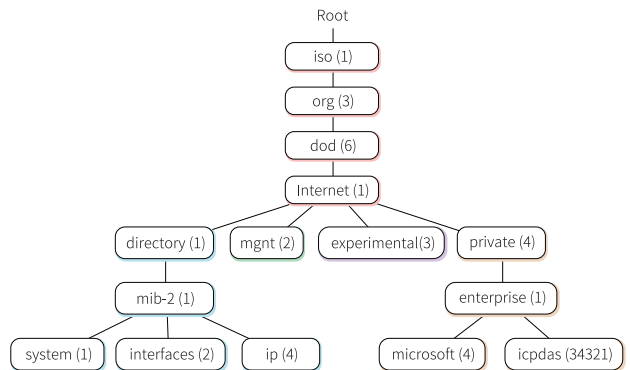 Root
iso (1)
org (3)
dod (6)
Internet (1)
directory (1)
mgnt (2)
experimental(3)
private (4)
mib-2 (1)
enterprise (1)
system (1)
interfaces (2)
ip (4)
microsoft (4)
icpdas (34321)